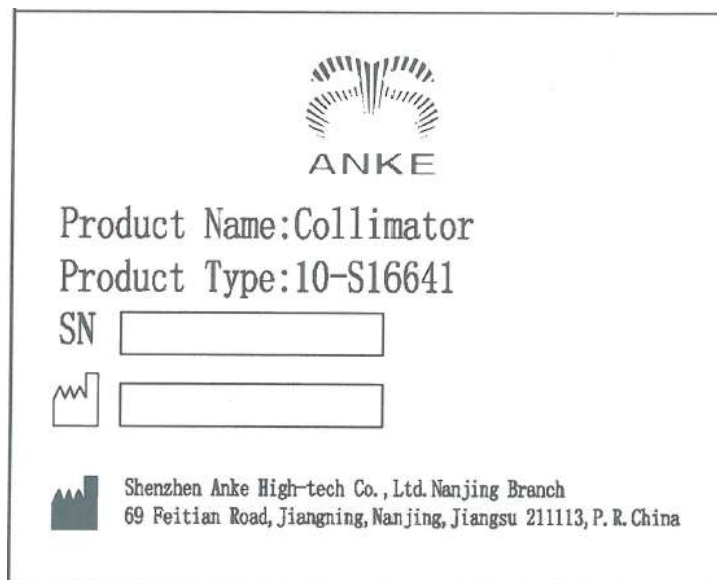 ANKE
Product Name:Collimator
Product Type:10-S16641
SN
Shenzhen Anke High-tech Co.,Ltd.Nanjing Branch
69 Feitian Road,Jiangning,Nanjing,Jiangsu 211113,P.R.China